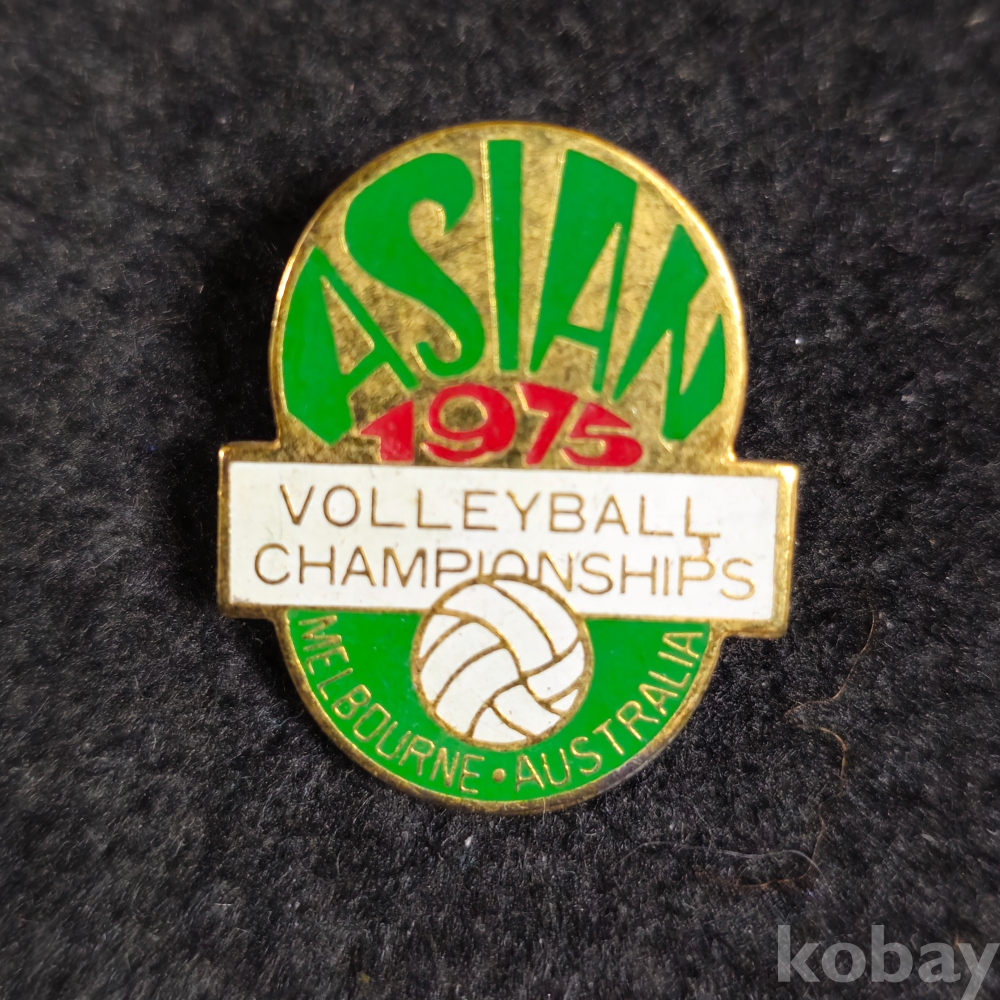 ASIAN
1975
VOLLEYBALL
CHAMPIONSHIPS
MELBOURNE • AUSTRALIA
kobay